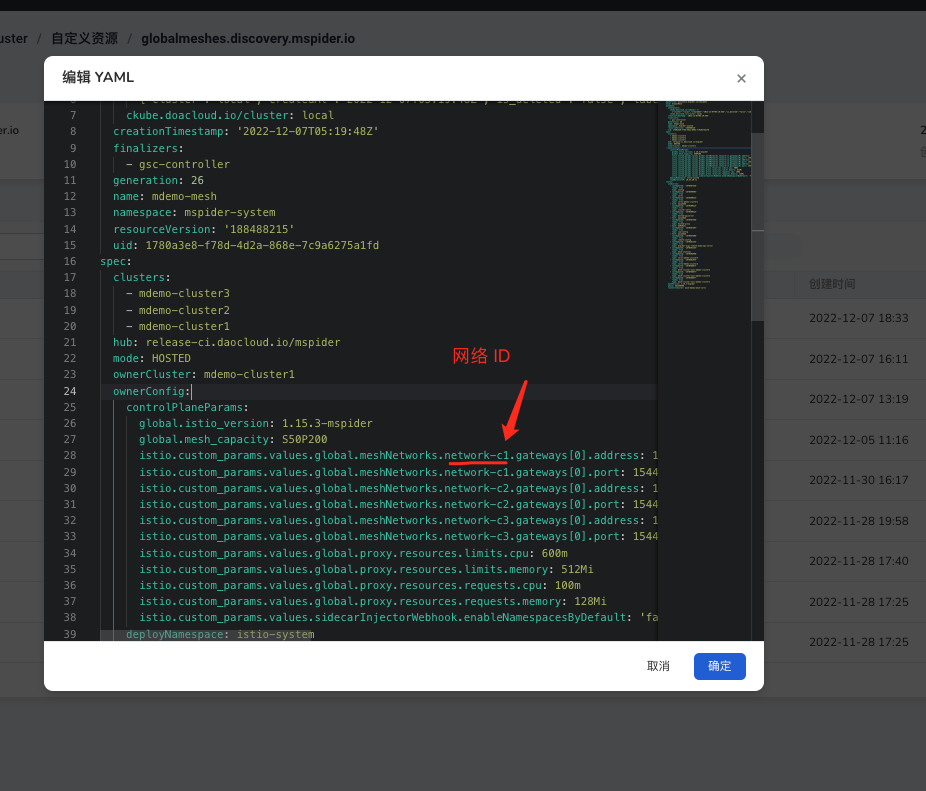 uster / 自定义资源 / globalmeshes.discovery.mspider.io
编辑 YAML
7 ckube.doacloud.io/cluster: local
8 creationTimestamp: '2022-12-07T05:19:48Z'
9 finalizers:
10 - gsc-controller
11 generation: 26
12 name: mdemo-mesh
13 namespace: mspider-system
14 resourceVersion: '188488215'
15 uid: 1780a3e8-f78d-4d2a-868e-7c9a6275a1fd
16 spec:
17 clusters:
18 - mdemo-cluster3
19 - mdemo-cluster2
20 - mdemo-cluster1
21 hub: release-ci.daocloud.io/mspider
22 mode: HOSTED
23 ownerCluster: mdemo-cluster1
24 ownerConfig:
25 controlPlaneParams:
26 global.istio_version: 1.15.3-mspider
27 global.mesh_capacity: S50P200
28 istio.custom_params.values.global.meshNetworks.network-c1.gateways[0].address: 1
29 istio.custom_params.values.global.meshNetworks.network-c1.gateways[0].port: 1544
30 istio.custom_params.values.global.meshNetworks.network-c2.gateways[0].address: 1
31 istio.custom_params.values.global.meshNetworks.network-c2.gateways[0].port: 1544
32 istio.custom_params.values.global.meshNetworks.network-c3.gateways[0].address: 1
33 istio.custom_params.values.global.meshNetworks.network-c3.gateways[0].port: 1544
34 istio.custom_params.values.global.proxy.resources.limits.cpu: 600m
35 istio.custom_params.values.global.proxy.resources.limits.memory: 512Mi
36 istio.custom_params.values.global.proxy.resources.requests.cpu: 100m
37 istio.custom_params.values.global.proxy.resources.requests.memory: 128Mi
38 istio.custom_params.values.sidecarInjectorWebhook.enableNamespacesByDefault: 'fa
39 deployNamespace: istio-system
网络 ID
取消
确定
er.io
创建时间
2022-12-07 18:33
2022-12-07 16:11
2022-12-07 13:19
2022-12-05 11:16
2022-11-30 16:17
2022-11-28 19:58
2022-11-28 17:40
2022-11-28 17:25
2022-11-28 17:25